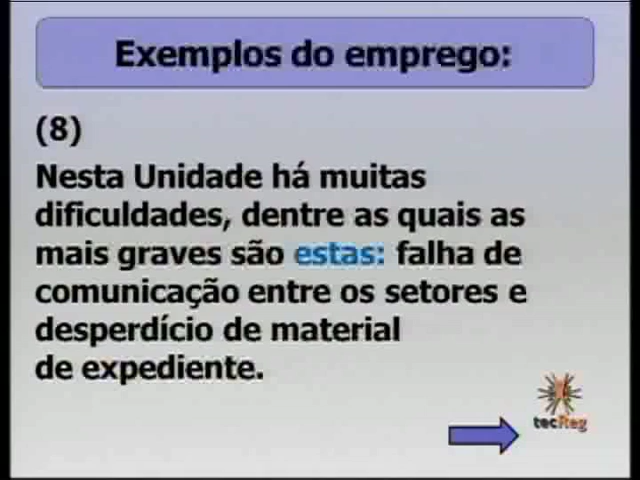 Exemplos do emprego:
(8)
Nesta Unidade há muitas
dificuldades, dentre as quais as
mais graves são estas: falha de
comunicação entre os setores e
desperdício de material
de expediente.
tecReg